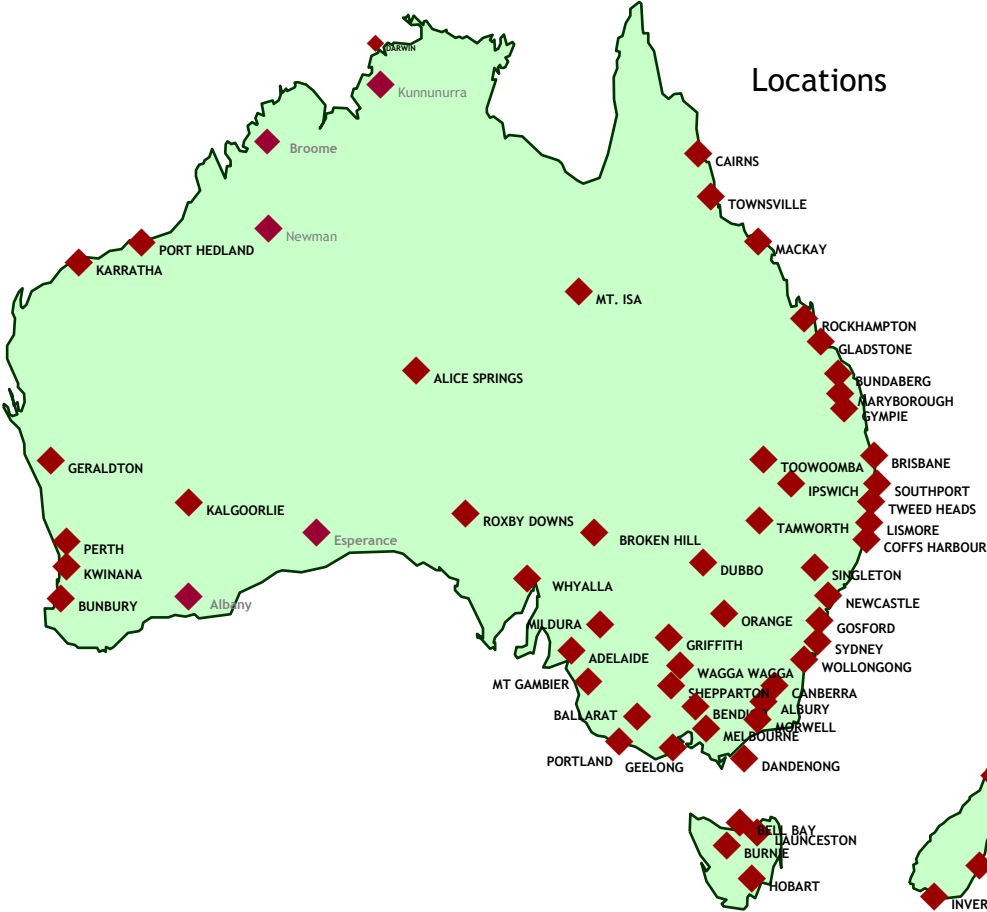 DARWIN
Locations
Kunnunurra
Broome
CAIRNS
TOWNSVILLE
Newman
PORT HEDLAND
MACKAY
KARRATHA
MT. ISA
ROCKHAMPTON
GLADSTONE
ALICE SPRINGS
BUNDABERG
MARYBOROUGH
GYMPIE
GERALDTON
TOOWOOMBA
BRISBANE
IPSWICH
SOUTHPORT
KALGOORLIE
TWEED HEADS
ROXBY DOWNS
TAMWORTH
LISMORE
Esperance
BROKEN HILL
COFFS HARBOUR
PERTH
DUBBO
KWINANA
SINGLETON
WHYALLA
BUNBURY
Albany
NEWCASTLE
MILDURA
ORANGE
GOSFORD
GRIFFITH
SYDNEY
ADELAIDE
WOLLONGONG
WAGGA WAGGA
MT GAMBIER
SHEPPARTON
CANBERRA
ALBURY
BALLARAT
BENDIGO
MORWELL
MELBOURNE
PORTLAND
GEELONG
DANDENONG
BELL BAY
LAUNCESTON
BURNIE
HOBART
INVER